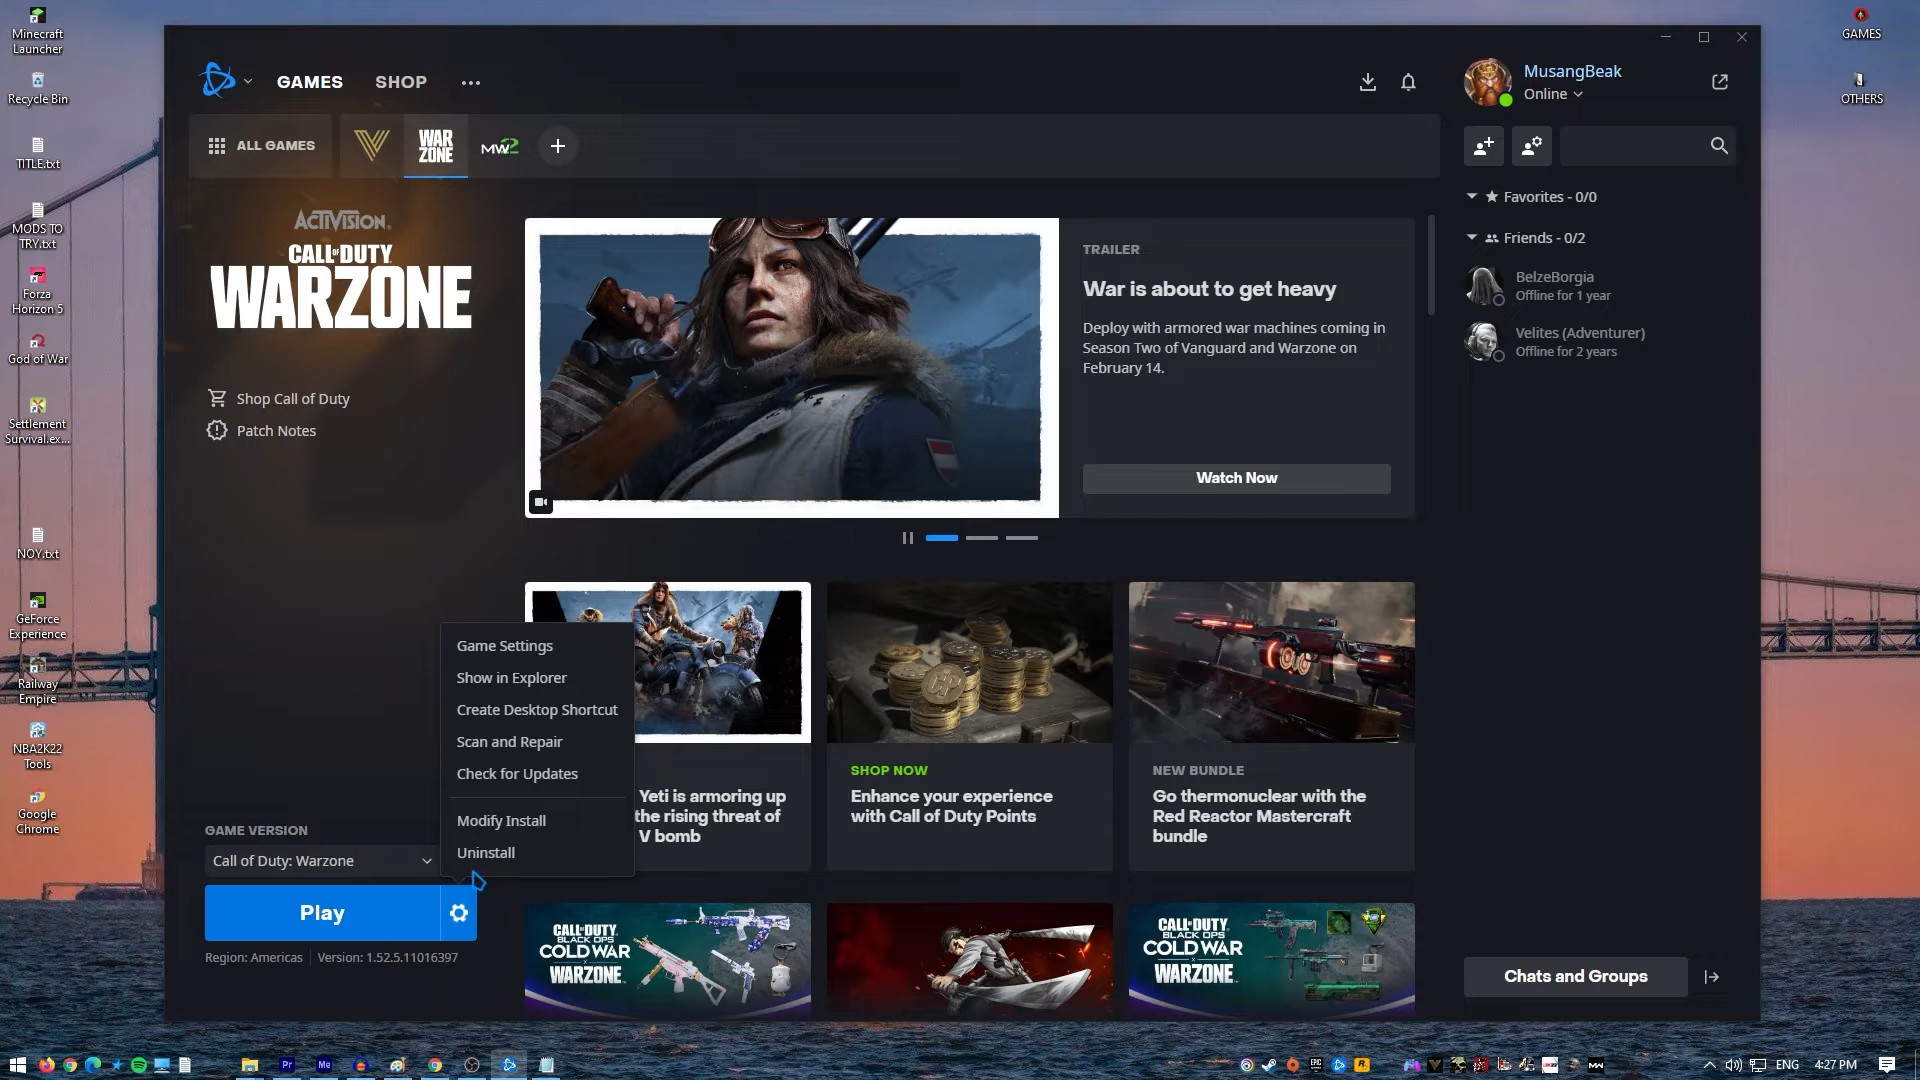 Minecraft
Launcher
Recycle Bin
TITLE.txt
MODS TO
TRY.txt
Forza
Horizon 5
God of War
Settlement
Survival.ex...
NOY.txt
GeForce
Experience
Railway
Empire
NBA2K22
Tools
Google
Chrome
GAMES
SHOP
MusangBeak
Online
GAMES
OTHERS
ALL GAMES
WAR
ZONE
MW2
ACTIVISION
CALL OF DUTY
WARZONE
Shop Call of Duty
Patch Notes
TRAILER
War is about to get heavy
Deploy with armored war machines coming in
Season Two of Vanguard and Warzone on
February 14.
Watch Now
Favorites - 0/0
Friends - 0/2
BelzeBorgia
Offline for 1 year
Velites (Adventurer)
Offline for 2 years
Game Settings
Show in Explorer
Create Desktop Shortcut
Scan and Repair
Check for Updates
Modify Install
Uninstall
Yeti is armoring up
the rising threat of
V bomb
SHOP NOW
Enhance your experience
with Call of Duty Points
NEW BUNDLE
Go thermonuclear with the
Red Reactor Mastercraft
bundle
GAME VERSION
Call of Duty: Warzone
Play
Region: Americas
Version: 1.52.5.11016397
CALL OF DUTY
BLACK OPS
COLD WAR
WARZONE
CALL OF DUTY
BLACK OPS
COLD WAR
WARZONE
Chats and Groups
Pr
Me
EPIC
R
MW
ENG
4:27 PM